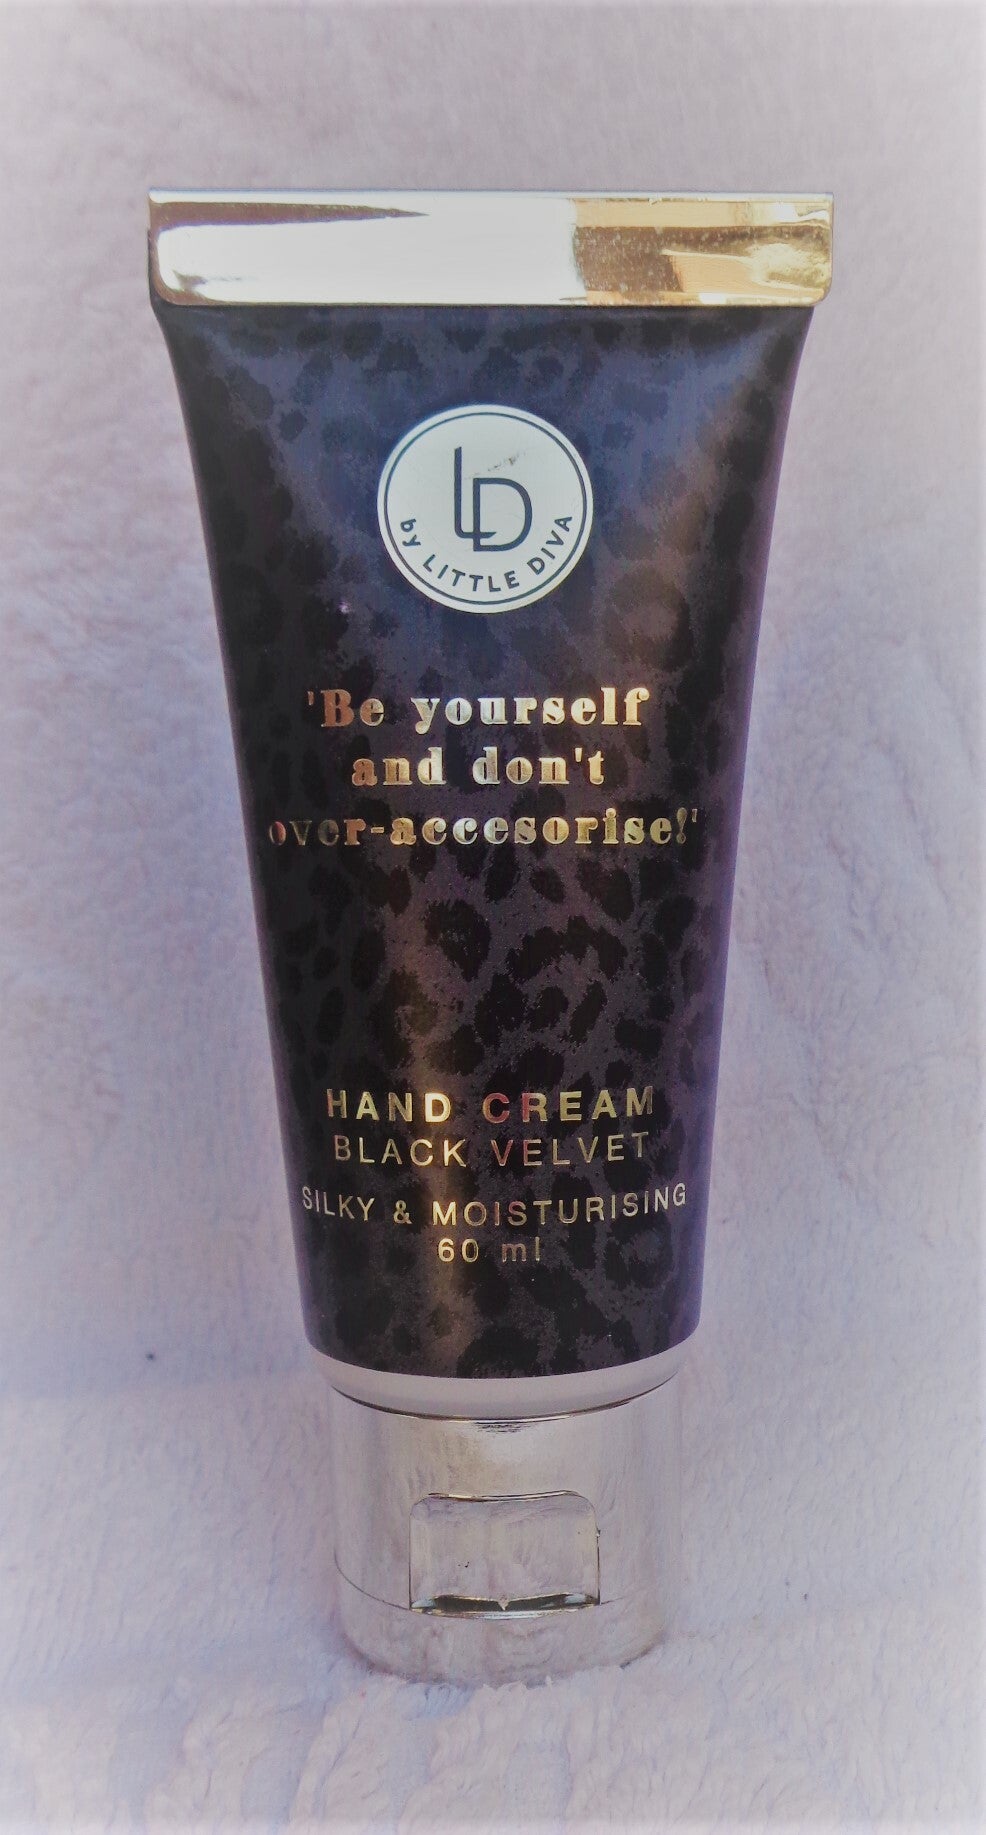 LD
by LITTLE DIVA
'Be yourself
and don't
over-accesorise!'
HAND CREAM
BLACK VELVET
SILKY & MOISTURISING
60 ml